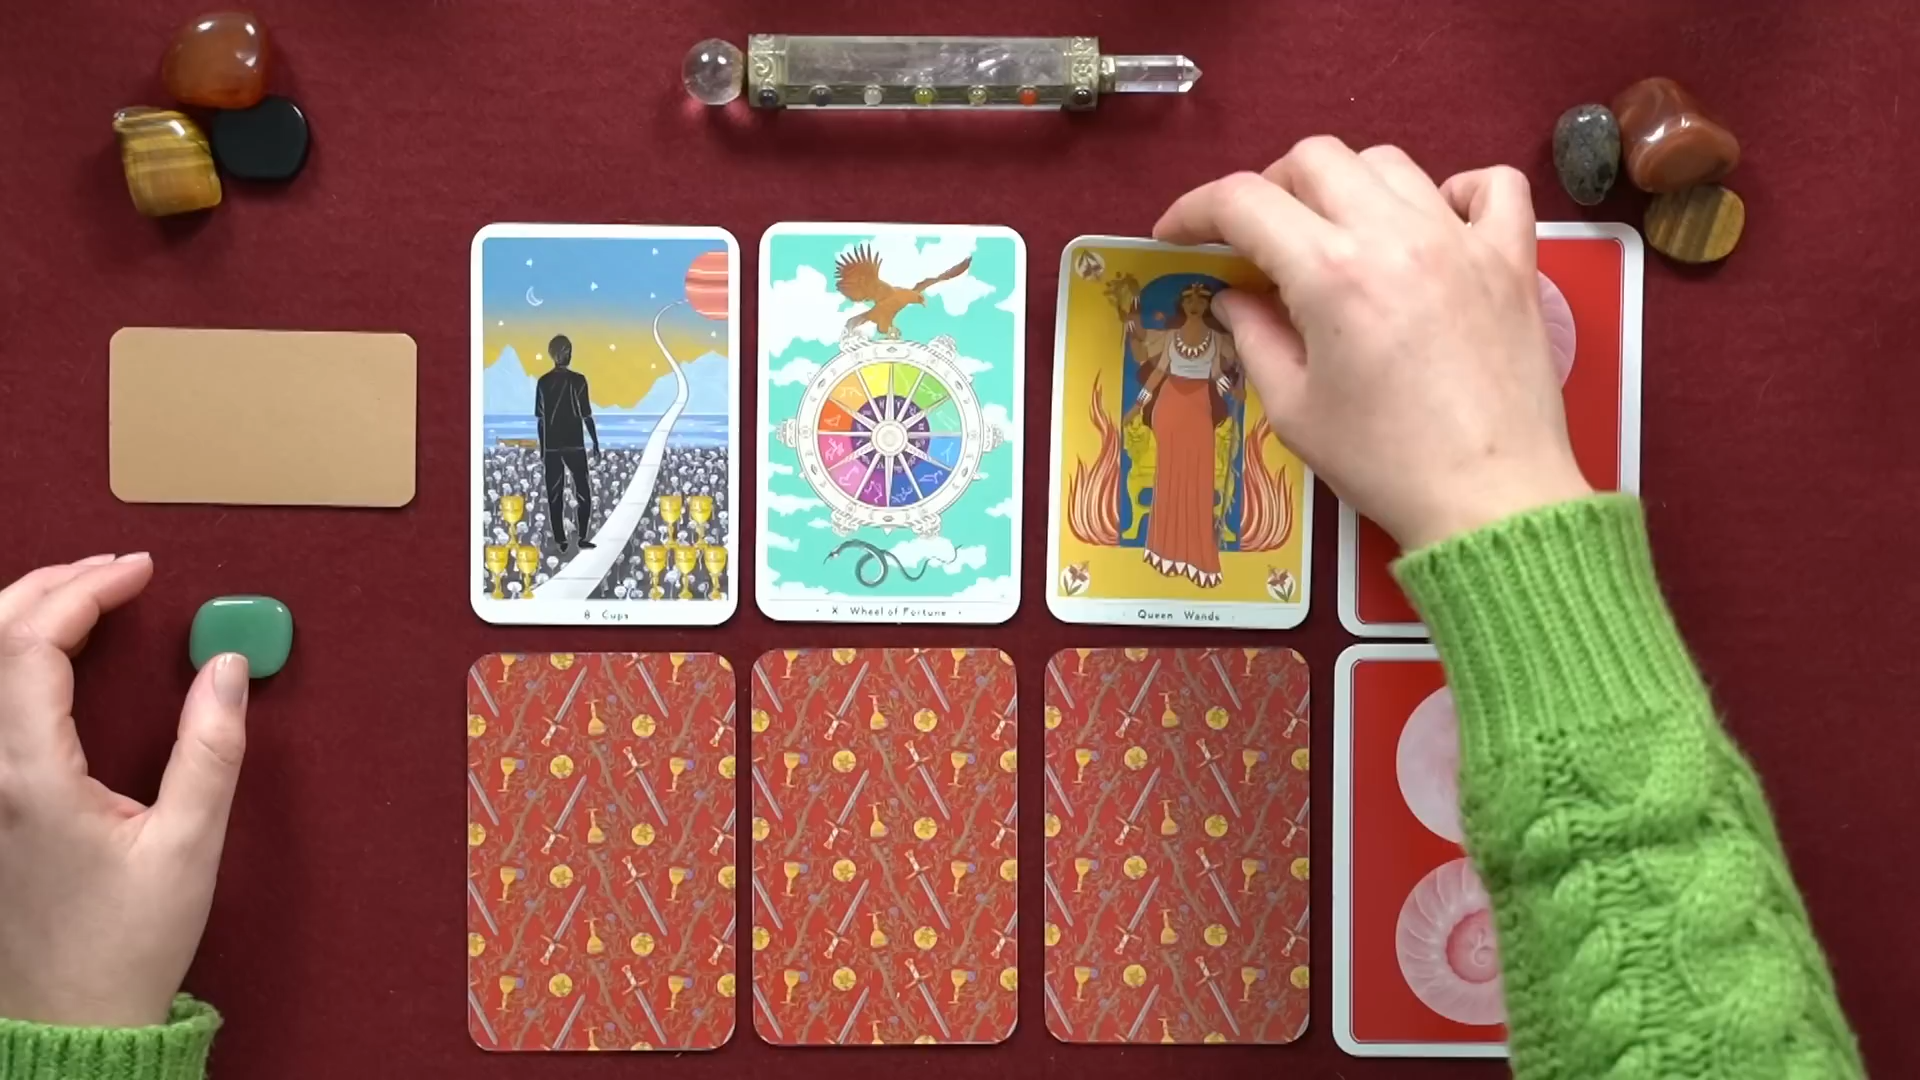 8 Cups
· X Wheel of Fortune ·
Queen Wands